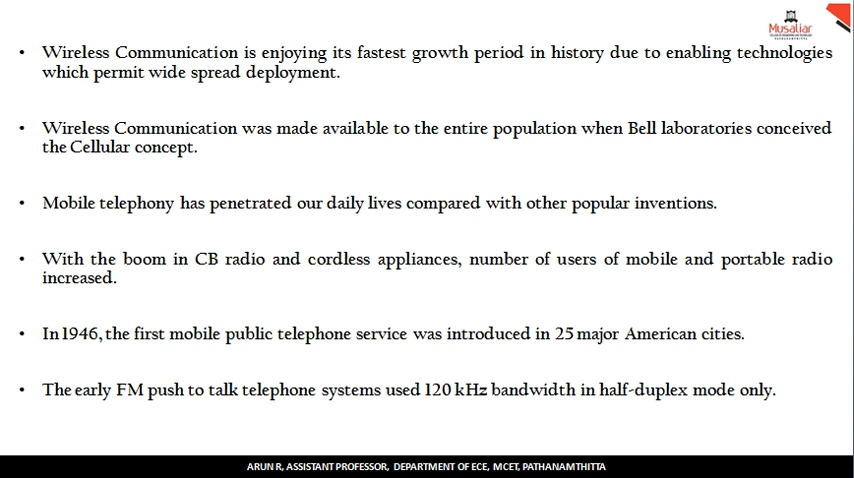 Musaliar
• Wireless Communication is enjoying its fastest growth period in history due to enabling technologies
which permit wide spread deployment.
• Wireless Communication was made available to the entire population when Bell laboratories conceived
the Cellular concept.
• Mobile telephony has penetrated our daily lives compared with other popular inventions.
• With the boom in CB radio and cordless appliances, number of users of mobile and portable radio
increased.
• In 1946, the first mobile public telephone service was introduced in 25 major American cities.
• The early FM push to talk telephone systems used 120 kHz bandwidth in half-duplex mode only.
ARUN R, ASSISTANT PROFESSOR, DEPARTMENT OF ECE, MCET, PATHANAMTHITTA